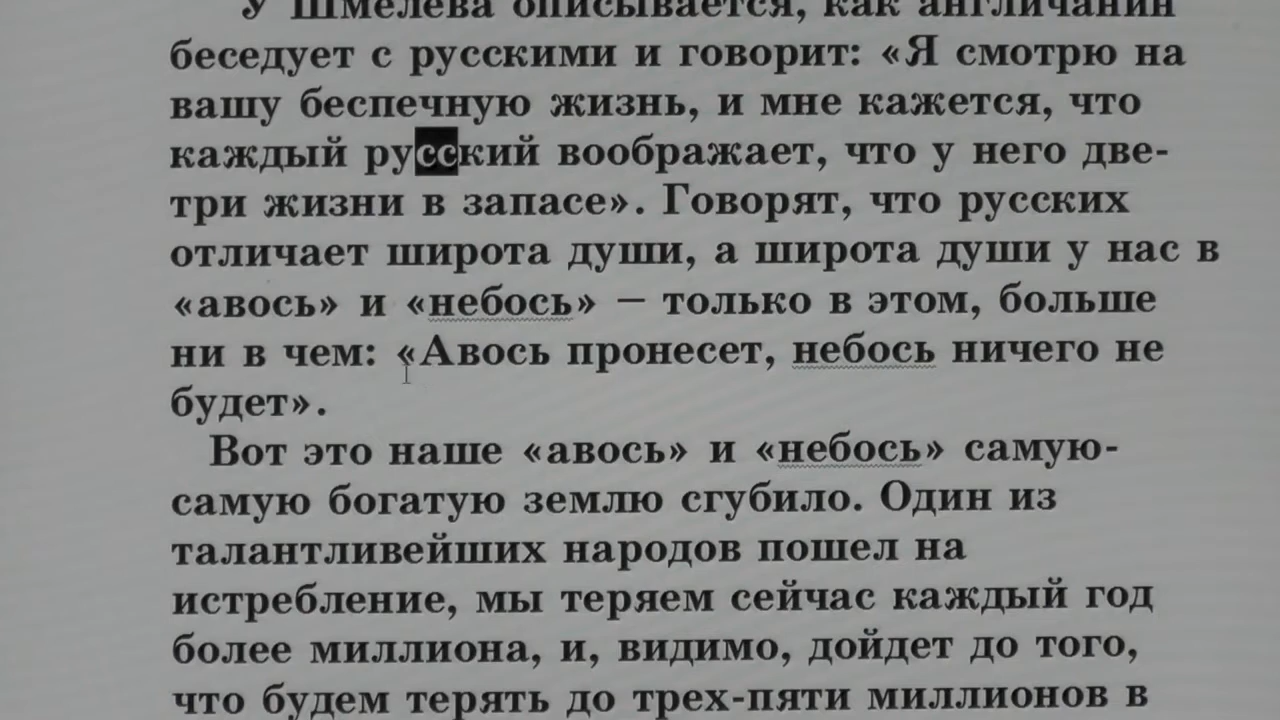 У Шмелева описывается, как англичанин
беседует с русскими и говорит: «Я смотрю на
вашу беспечную жизнь, и мне кажется, что
каждый русский воображает, что у него две-
три жизни в запасе». Говорят, что русских
отличает широта души, а широта души у нас в
«авось» и «небось» — только в этом, больше
ни в чем: «Авось пронесет, небось ничего не
будет».
Вот это наше «авось» и «небось» самую-
самую богатую землю сгубило. Один из
талантливейших народов пошел на
истребление, мы теряем сейчас каждый год
более миллиона, и, видимо, дойдет до того,
что будем терять до трех-пяти миллионов в